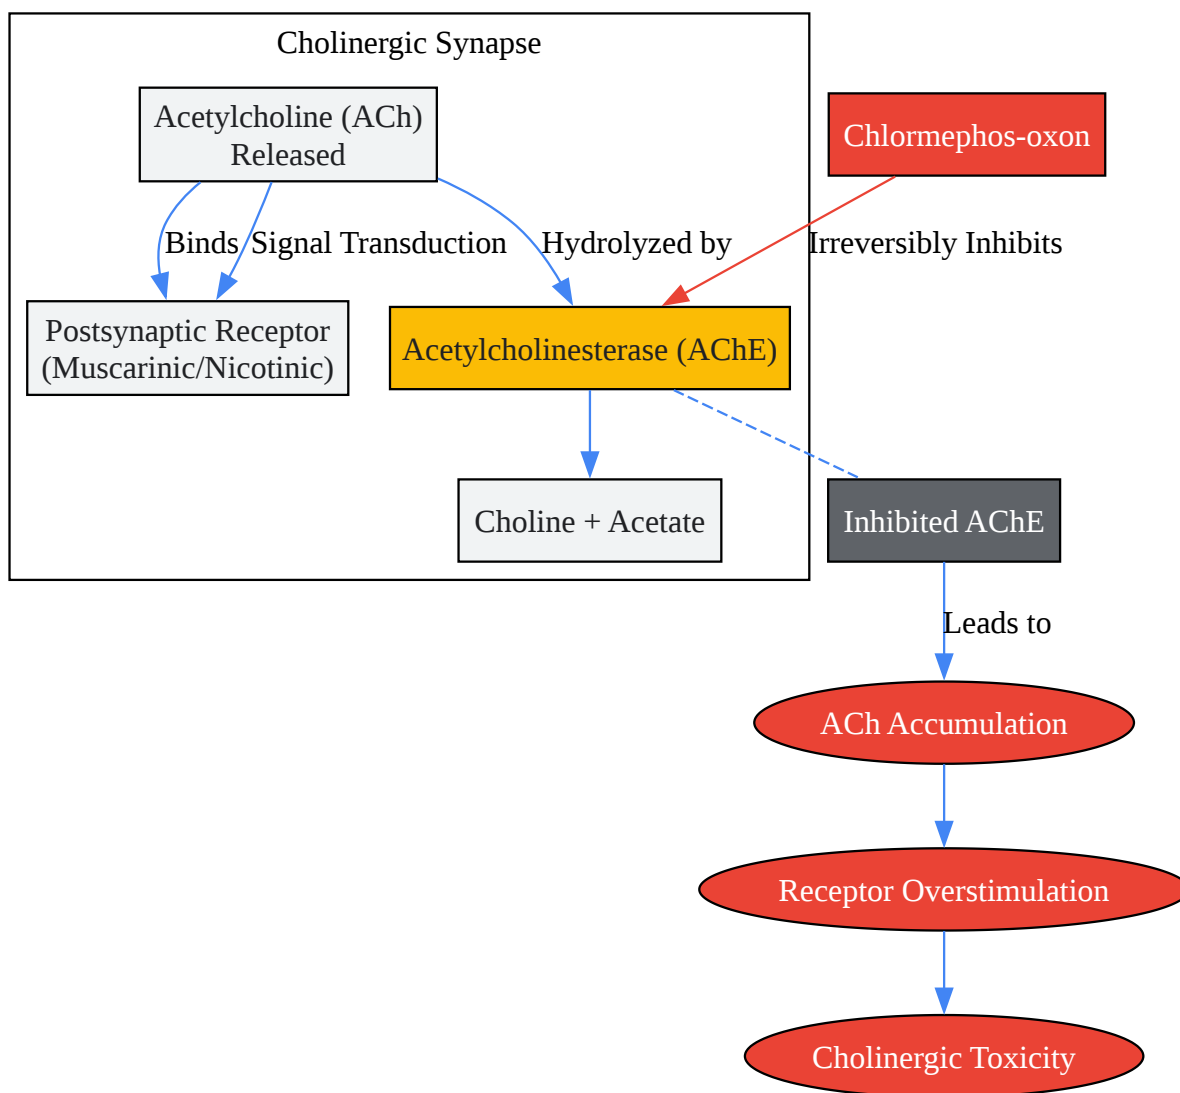 Cholinergic Synapse
Acetylcholine (ACh)
Released
Chlormephos-oxon
Binds
Signal Transduction
Hydrolyzed by
Irreversibly Inhibits
Postsynaptic Receptor
(Muscarinic/Nicotinic)
Acetylcholinesterase (AChE)
Choline + Acetate
Inhibited AChE
Leads to
ACh Accumulation
Receptor Overstimulation
Cholinergic Toxicity